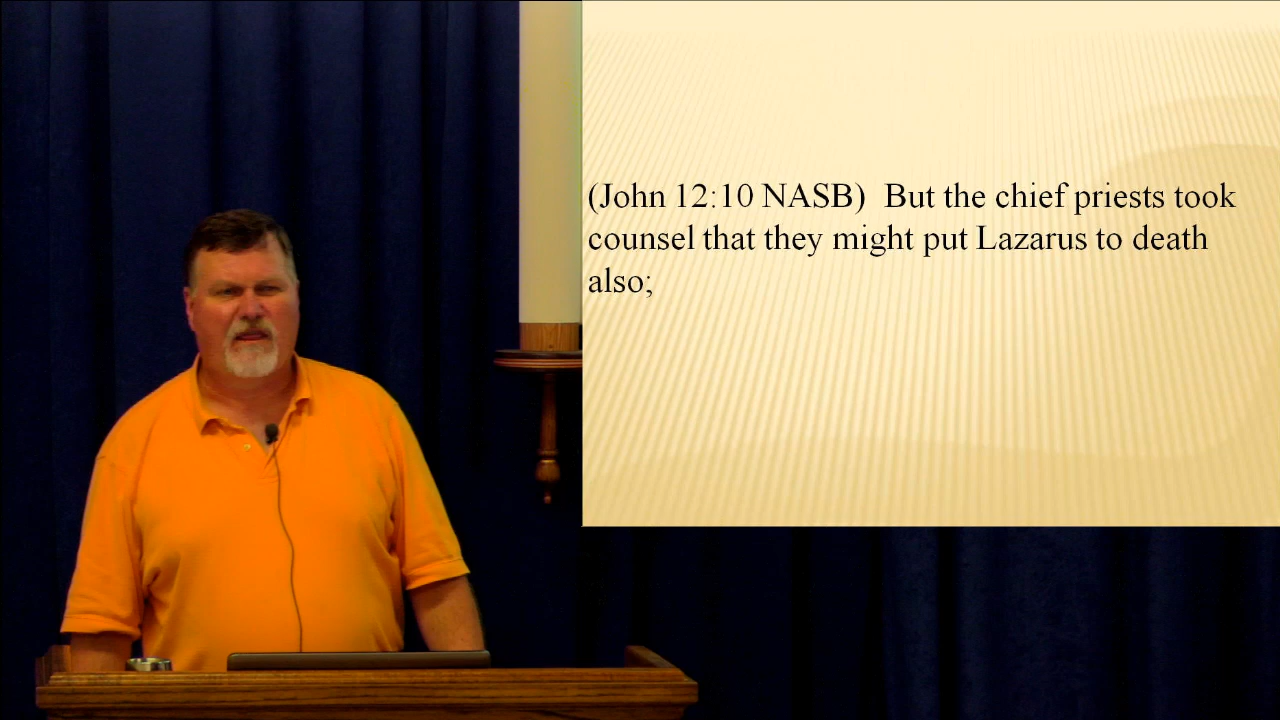 (John 12:10 NASB)  But the chief priests took
counsel that they might put Lazarus to death
also;